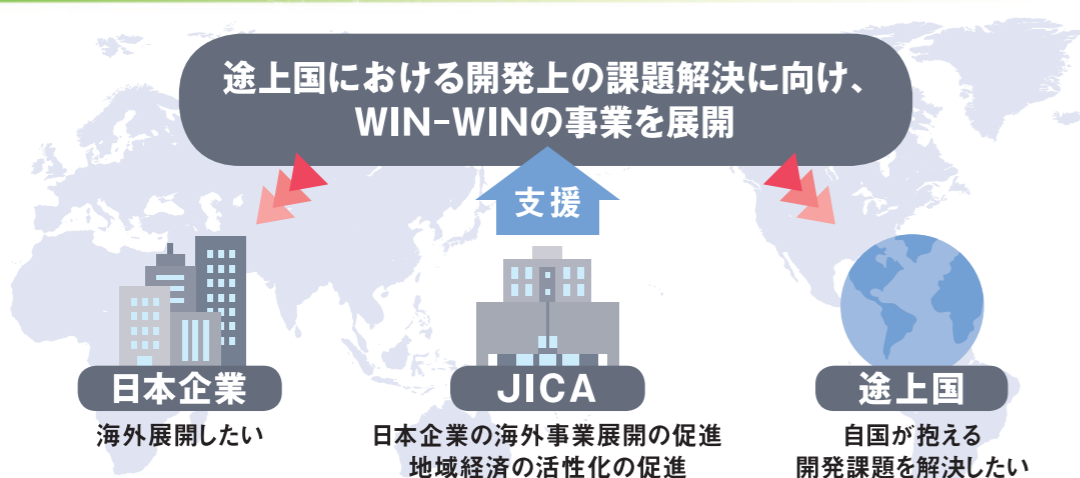 途上国における開発上の課題解決に向け、
WIN-WINの事業を展開
支援
日本企業
海外展開したい
JICA
日本企業の海外事業展開の促進
地域経済の活性化の促進
途上国
自国が抱える
開発課題を解決したい